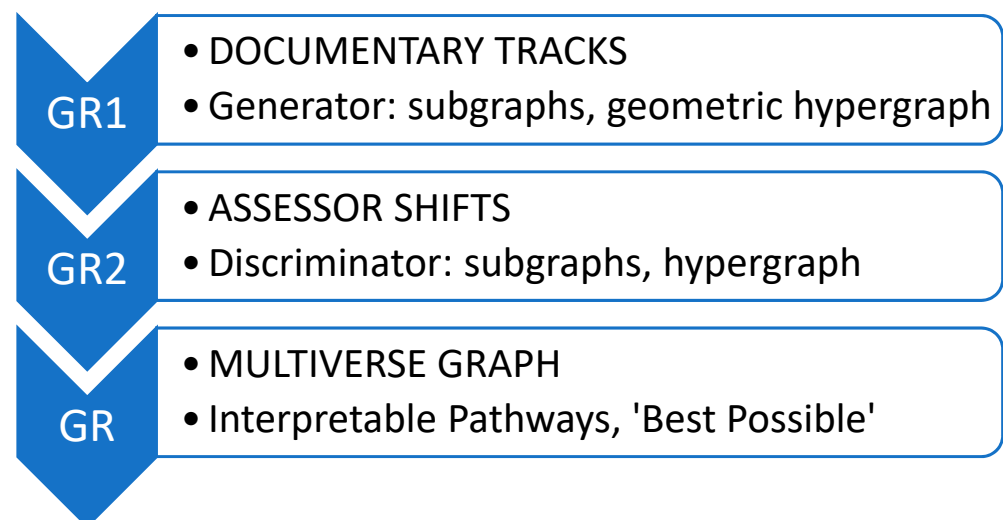 GR1
• DOCUMENTARY TRACKS
• Generator: subgraphs, geometric hypergraph
GR2
• ASSESSOR SHIFTS
• Discriminator: subgraphs, hypergraph
GR
• MULTIVERSE GRAPH
• Interpretable Pathways, 'Best Possible'